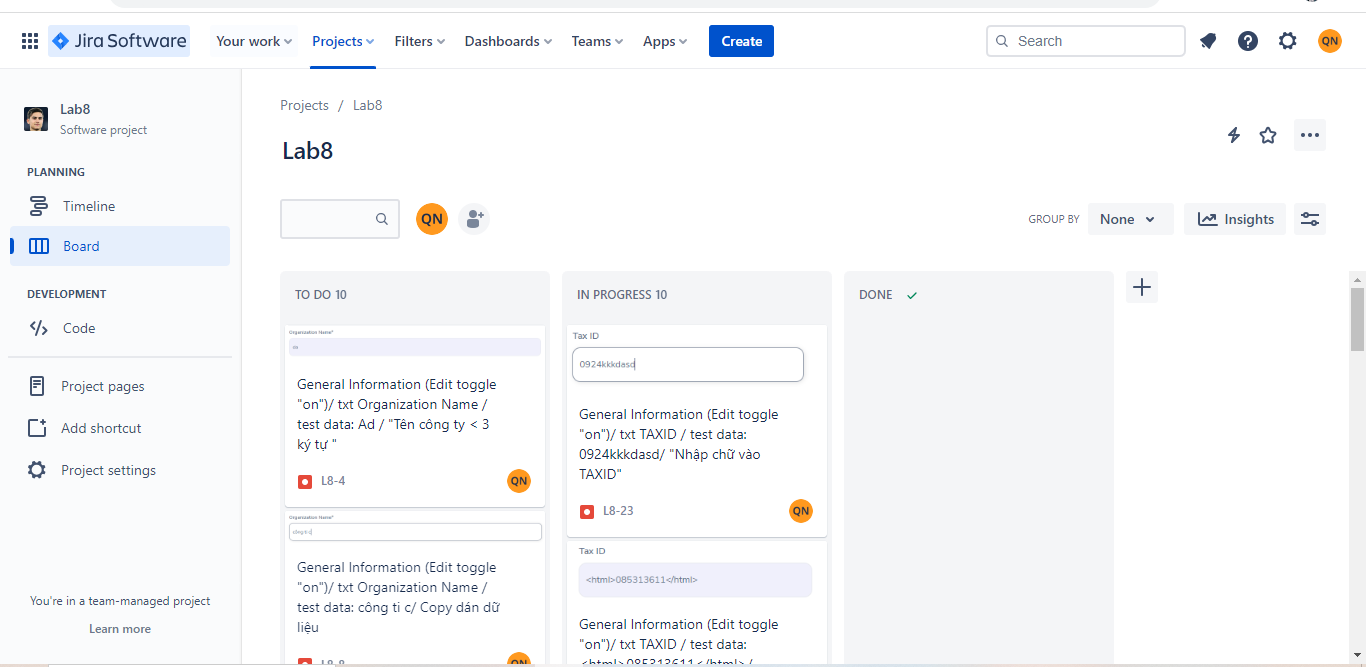 Jira Software
Your work
Projects
Filters
Dashboards
Teams
Apps
Create
Search
QN
Lab8
Software project
PLANNING
Timeline
Board
DEVELOPMENT
Code
Project pages
Add shortcut
Project settings
You're in a team-managed project
Learn more
Projects / Lab8
Lab8
QN
GROUP BY
None
Insights
TO DO 10
Organization Name*
General Information (Edit toggle
"on")/ txt Organization Name /
test data: Ad / "Tên công ty < 3
ký tự "
L8-4
QN
Organization Name*
General Information (Edit toggle
"on")/ txt Organization Name /
test data: công ti c/ Copy dán dữ
liệu
QN
IN PROGRESS 10
Tax ID
0924kkkdasd
General Information (Edit toggle
"on")/ txt TAXID / test data:
0924kkkdasd/ "Nhập chữ vào
TAXID"
L8-23
QN
Tax ID
<html>085313611</html>
General Information (Edit toggle
"on")/ txt TAXID / test data:
<html>085313611</html> /
DONE